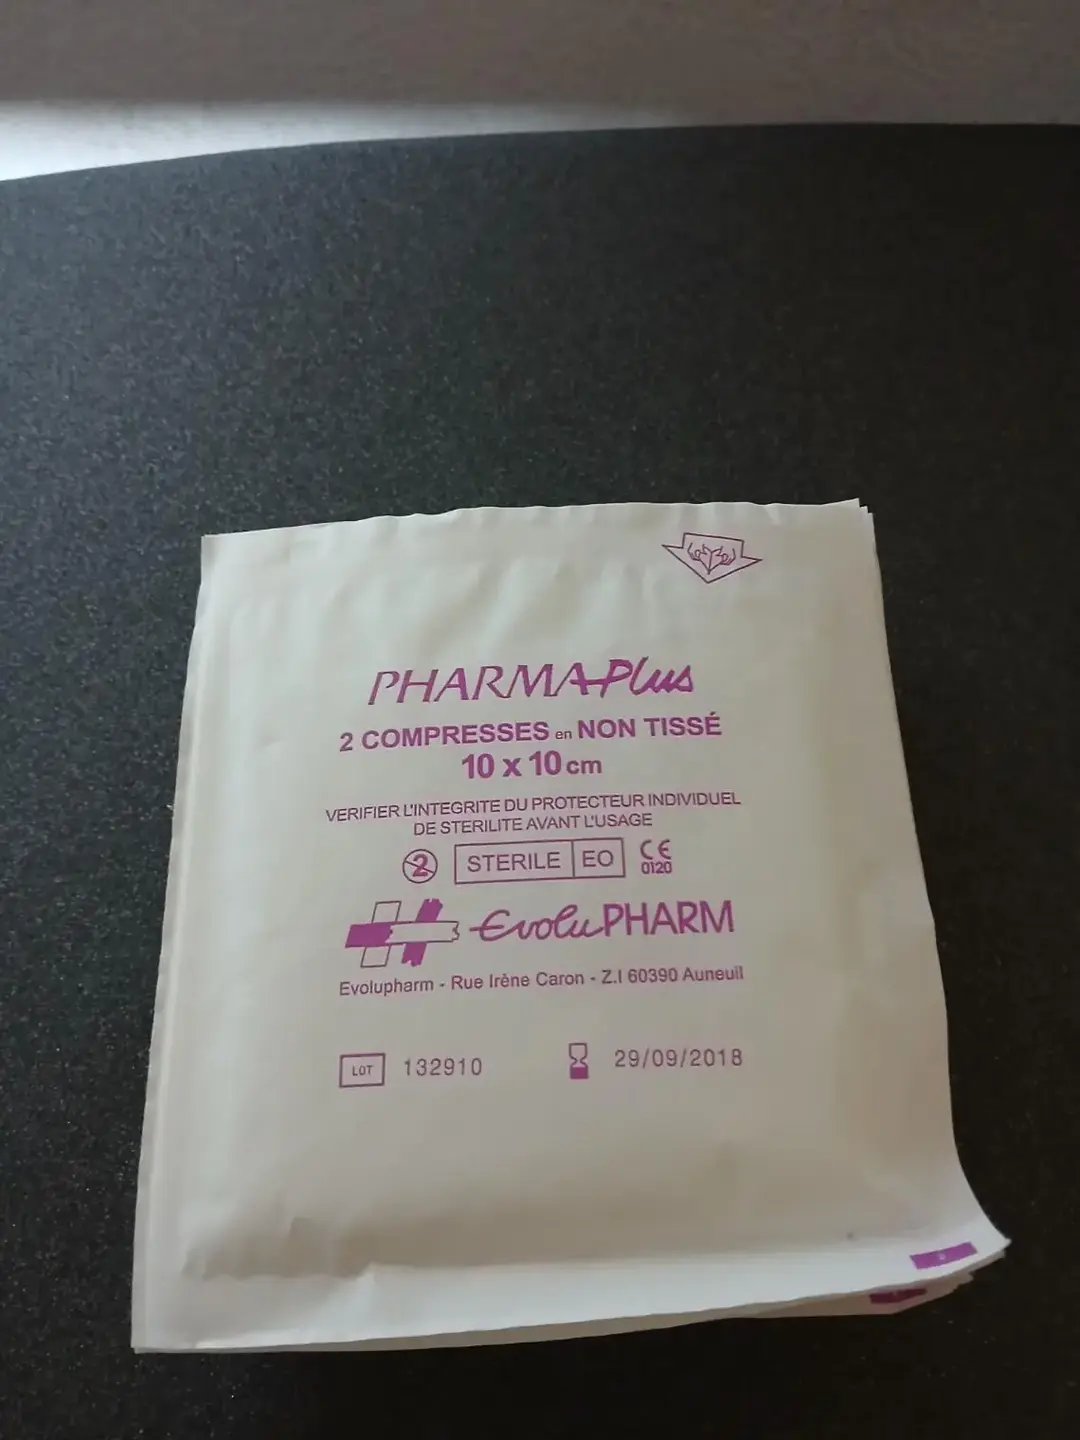 PHARMAPlus
2 COMPRESSES en NON TISSÉ
10 x 10 cm
VERIFIER L'INTEGRITE DU PROTECTEUR INDIVIDUEL
DE STERILITE AVANT L'USAGE
2 STERILE EO CE
0120
EvoluPHARM
Evolupharm - Rue Irène Caron - Z.I 60390 Auneuil
LOT 132910 29/09/2018